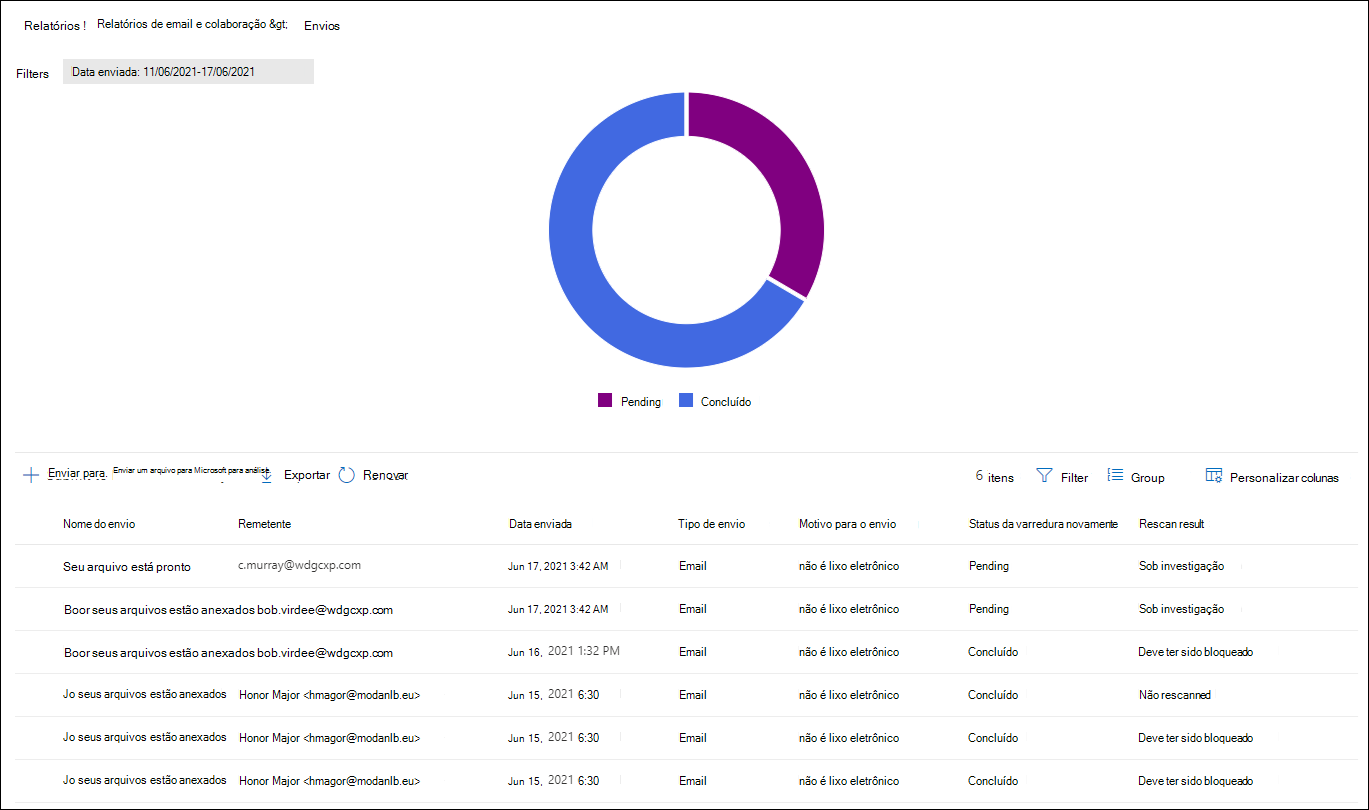 Relatórios ! Relatórios de email e colaboração &gt; Envios
Filters Data enviada: 11/06/2021-17/06/2021
Pending Concluído
Enviar para. Enviar um arquivo para Microsoft para análise. Exportar Renovar 6 itens Filter Group Personalizar colunas
Nome do envio Remetente Data enviada Tipo de envio Motivo para o envio Status da varredura novamente Rescan result
Seu arquivo está pronto c.murray@wdgcxp.com Jun 17, 2021 3:42 AM Email não é lixo eletrônico Pending Sob investigação
Boor seus arquivos estão anexados bob.virdee@wdgcxp.com Jun 17, 2021 3:42 AM Email não é lixo eletrônico Pending Sob investigação
Boor seus arquivos estão anexados bob.virdee@wdgcxp.com Jun 16, 2021 1:32 PM Email não é lixo eletrônico Concluído Deve ter sido bloqueado
Jo seus arquivos estão anexados Honor Major <hmagor@modanlb.eu> Jun 15, 2021 6:30 Email não é lixo eletrônico Concluído Não rescanned
Jo seus arquivos estão anexados Honor Major <hmagor@modanlb.eu> Jun 15, 2021 6:30 Email não é lixo eletrônico Concluído Deve ter sido bloqueado
Jo seus arquivos estão anexados Honor Major <hmagor@modanlb.eu> Jun 15, 2021 6:30 Email não é lixo eletrônico Concluído Deve ter sido bloqueado